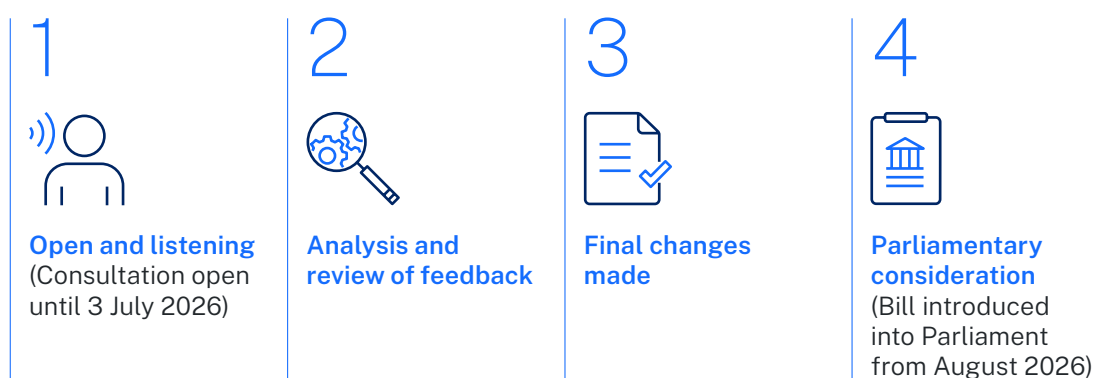 1
Open and listening
(Consultation open
until 3 July 2026)
2
Analysis and
review of feedback
3
Final changes
made
4
Parliamentary
consideration
(Bill introduced
into Parliament
from August 2026)